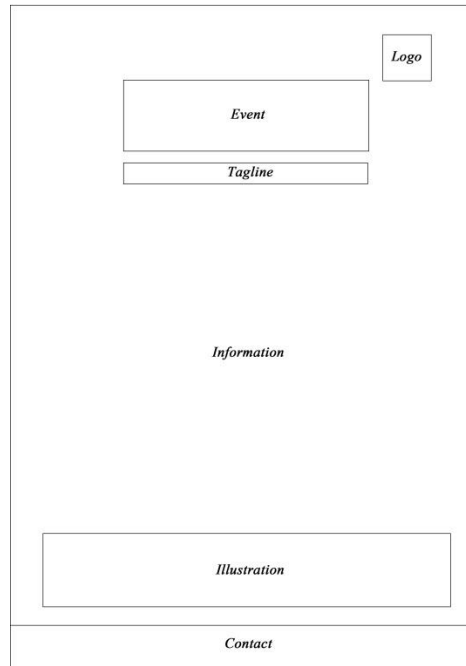 Logo
Event
Tagline
Information
Illustration
Contact